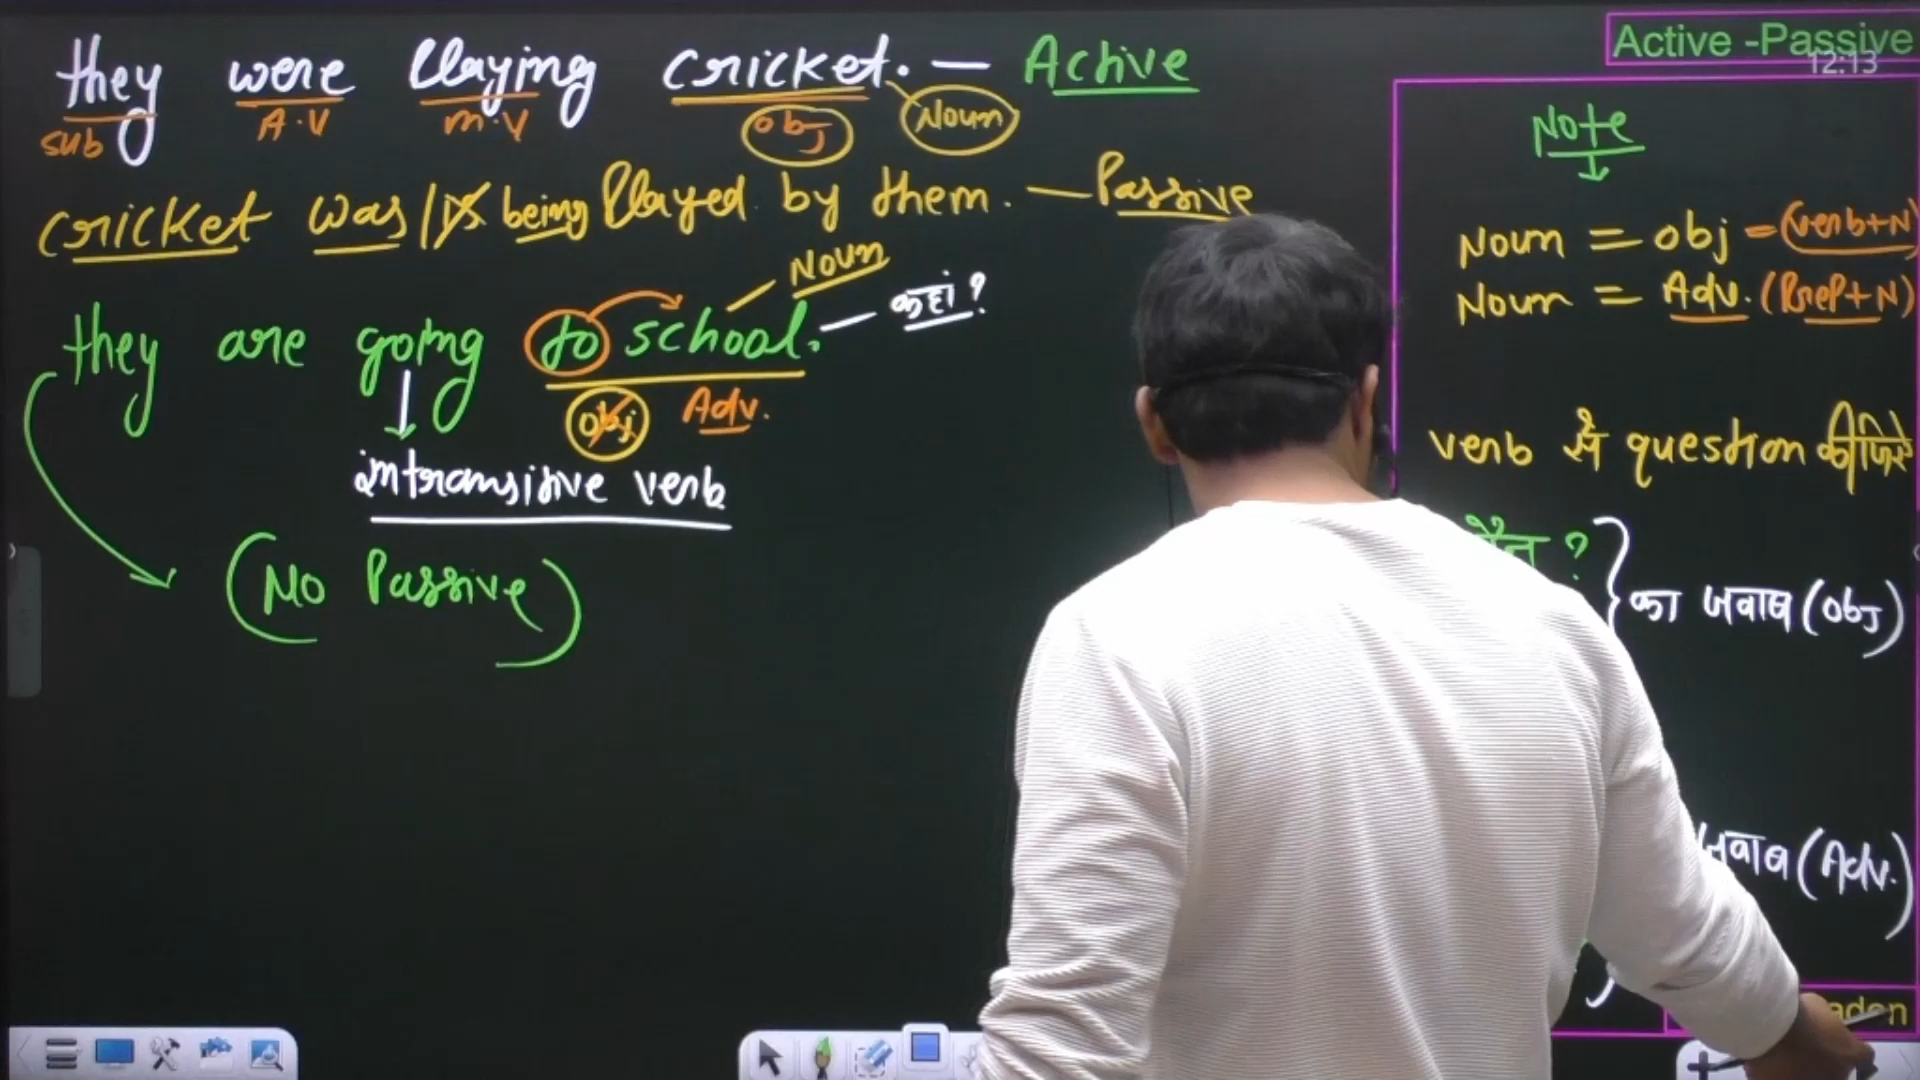 they were playing cricket. — Active
sub A.V m.V obj Noun
cricket was/is being Played by them. — Passive
Noun
they are going to school. — कहां?
obj Adv.
intransitive verb
(No Passive)
Active -Passive
12:13
Note
Noun = obj = (verb+N)
Noun = Adv. (Prep+N)
verb से question कीजिए
?
का जवाब (obj)
जवाब (Adv.)